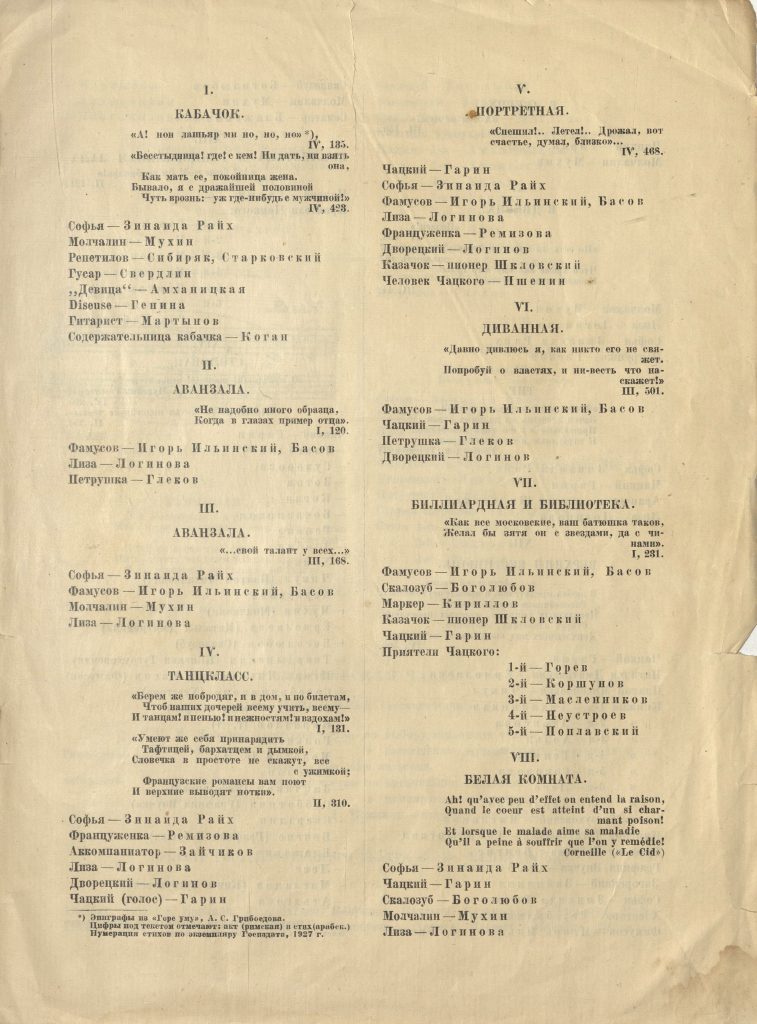 I.
КАБАЧОК.
«А! нон лашьяр ми но, но, но» *),
IV, 135.
«Бесстыдница! где! с кем! Ни дать, ни взять
она,
Как мать ее, покойница жена.
Бывало, я с дражайшей половиной
Чуть врознь:— уж где-нибудь с мужчиной!»
IV, 423.
Софья — Зинаида Райх
Молчалин — Мухин
Репетилов — Сибиряк, Старковский
Гусар — Свердлин
„Девица“ — Амханицкая
Diseuse — Генина
Гитарист — Мартынов
Содержательница кабачка — Коган
II.
АВАНЗАЛА.
«Не надобно иного образца,
Когда в глазах пример отца».
I, 120.
Фамусов — Игорь Ильинский, Басов
Лиза — Логинова
Петрушка — Глеков
III.
АВАНЗАЛА.
«...свой талант у всех...»
III, 168.
Софья — Зинаида Райх
Фамусов — Игорь Ильинский, Басов
Молчалин — Мухин
Лиза — Логинова
IV.
ТАНЦКЛАСС.
«Берем же побродяг, и в дом, и по билетам,
Чтоб наших дочерей всему учить, всему—
И танцам! и пенью! и нежностям! и вздохам!»
I, 131.
«Умеют же себя принарядить
Тафтицей, бархатцем и дымкой,
Словечка в простоте не скажут, все
с ужимкой;
Французские романсы вам поют
И верхние выводят нотки».
II, 310.
Софья — Зинаида Райх
Француженка — Ремизова
Аккомпаниатор — Зайчиков
Лиза — Логинова
Дворецкий — Логинов
Чацкий (голос) — Гарин
*) Эпиграфы из «Горе уму», А. С. Грибоедова.
Цифры под текстом отмечают: акт (римская) и стих (арабск.)
Нумерация стихов по экземпляру Госиздата, 1927 г.
V.
ПОРТРЕТНАЯ.
«Спешил!.. Летел!.. Дрожал, вот
счастье, думал, близко»...
IV, 468.
Чацкий — Гарин
Софья — Зинаида Райх
Фамусов — Игорь Ильинский, Басов
Лиза — Логинова
Француженка — Ремизова
Дворецкий — Логинов
Казачок — пионер Шкловский
Человек Чацкого — Пшенин
VI.
ДИВАННАЯ.
«Давно дивлюсь я, как никто его не свя-
жет.
Попробуй о властях, и ни-весть что на-
скажет!»
III, 501.
Фамусов — Игорь Ильинский, Басов
Чацкий — Гарин
Петрушка — Глеков
Дворецкий — Логинов
VII.
БИЛЛИАРДНАЯ И БИБЛИОТЕКА.
«Как все московские, ваш батюшка таков,
Желал бы зятя он с звездами, да с чи-
нами».
I, 231.
Фамусов — Игорь Ильинский, Басов
Скалозуб — Боголюбов
Маркер — Кириллов
Казачок — пионер Шкловский
Чацкий — Гарин
Приятели Чацкого:
1-й — Горев
2-й — Коршунов
3-й — Масленников
4-й — Неустроев
5-й — Поплавский
VIII.
БЕЛАЯ КОМНАТА.
Ah! qu'avec peu d'effet on entend la raison,
Quand le coeur est atteint d'un si char-
mant poison!
Et lorsque le malade aime sa maladie
Qu'il a peine à souffrir que l'on y remédie!
Corneille («Le Cid»)
Софья — Зинаида Райх
Чацкий — Гарин
Скалозуб — Боголюбов
Молчалин — Мухин
Лиза — Логинова